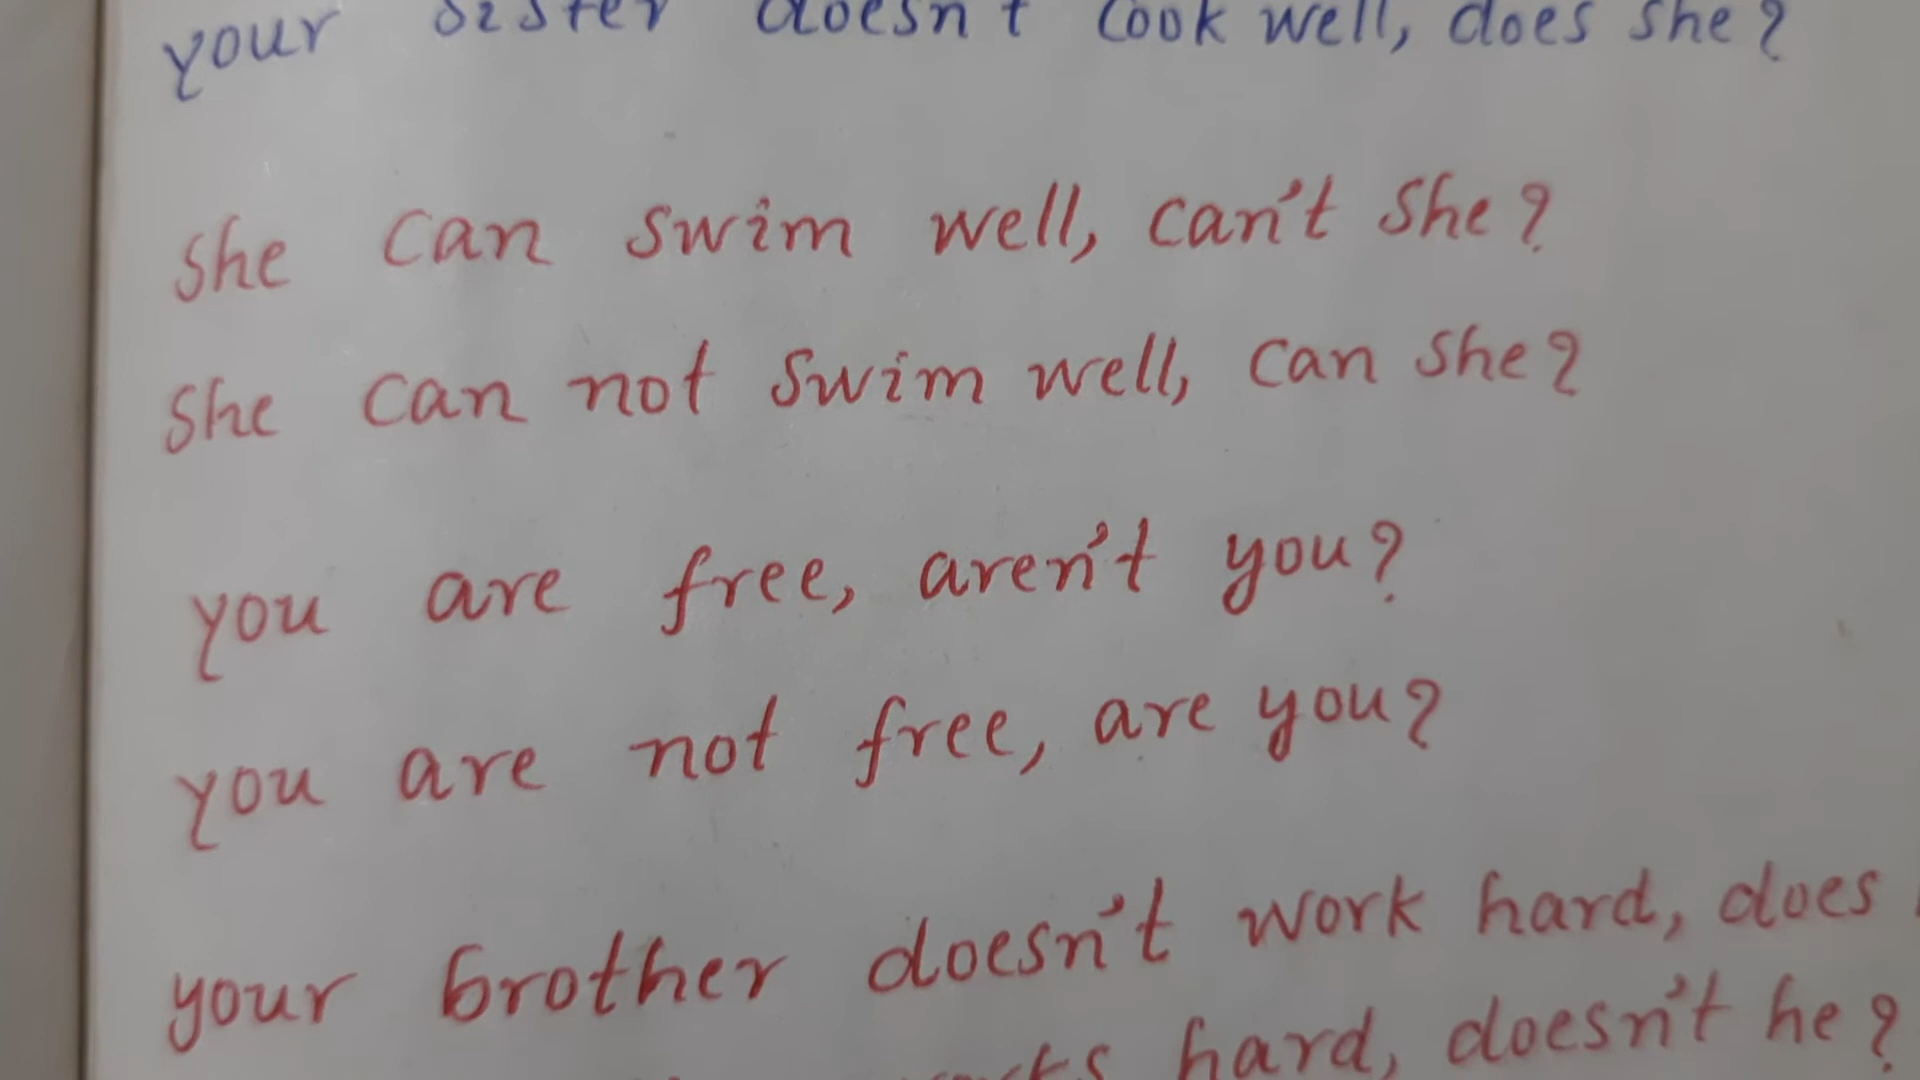 your sister doesn't cook well, does she?
she can swim well, can't she?
She can not swim well, can she?
you are free, aren't you?
you are not free, are you?
your brother doesn't work hard, does
hard, doesn't he?